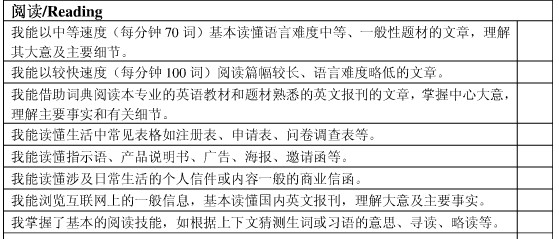 阅读/Reading
我能以中等速度（每分钟 70 词）基本读懂语言难度中等、一般性题材的文章，理解
其大意及主要细节。
我能以较快速度（每分钟 100 词）阅读篇幅较长、语言难度略低的文章。
我能借助词典阅读本专业的英语教材和题材熟悉的英文报刊的文章，掌握中心大意，
理解主要事实和有关细节。
我能读懂生活中常见表格如注册表、申请表、问卷调查表等。
我能读懂指示语、产品说明书、广告、海报、邀请函等。
我能读懂涉及日常生活的个人信件或内容一般的商业信函。
我能浏览互联网上的一般信息，基本读懂国内英文报刊，理解大意及主要事实。
我掌握了基本的阅读技能，如根据上下文猜测生词或习语的意思、寻读、略读等。